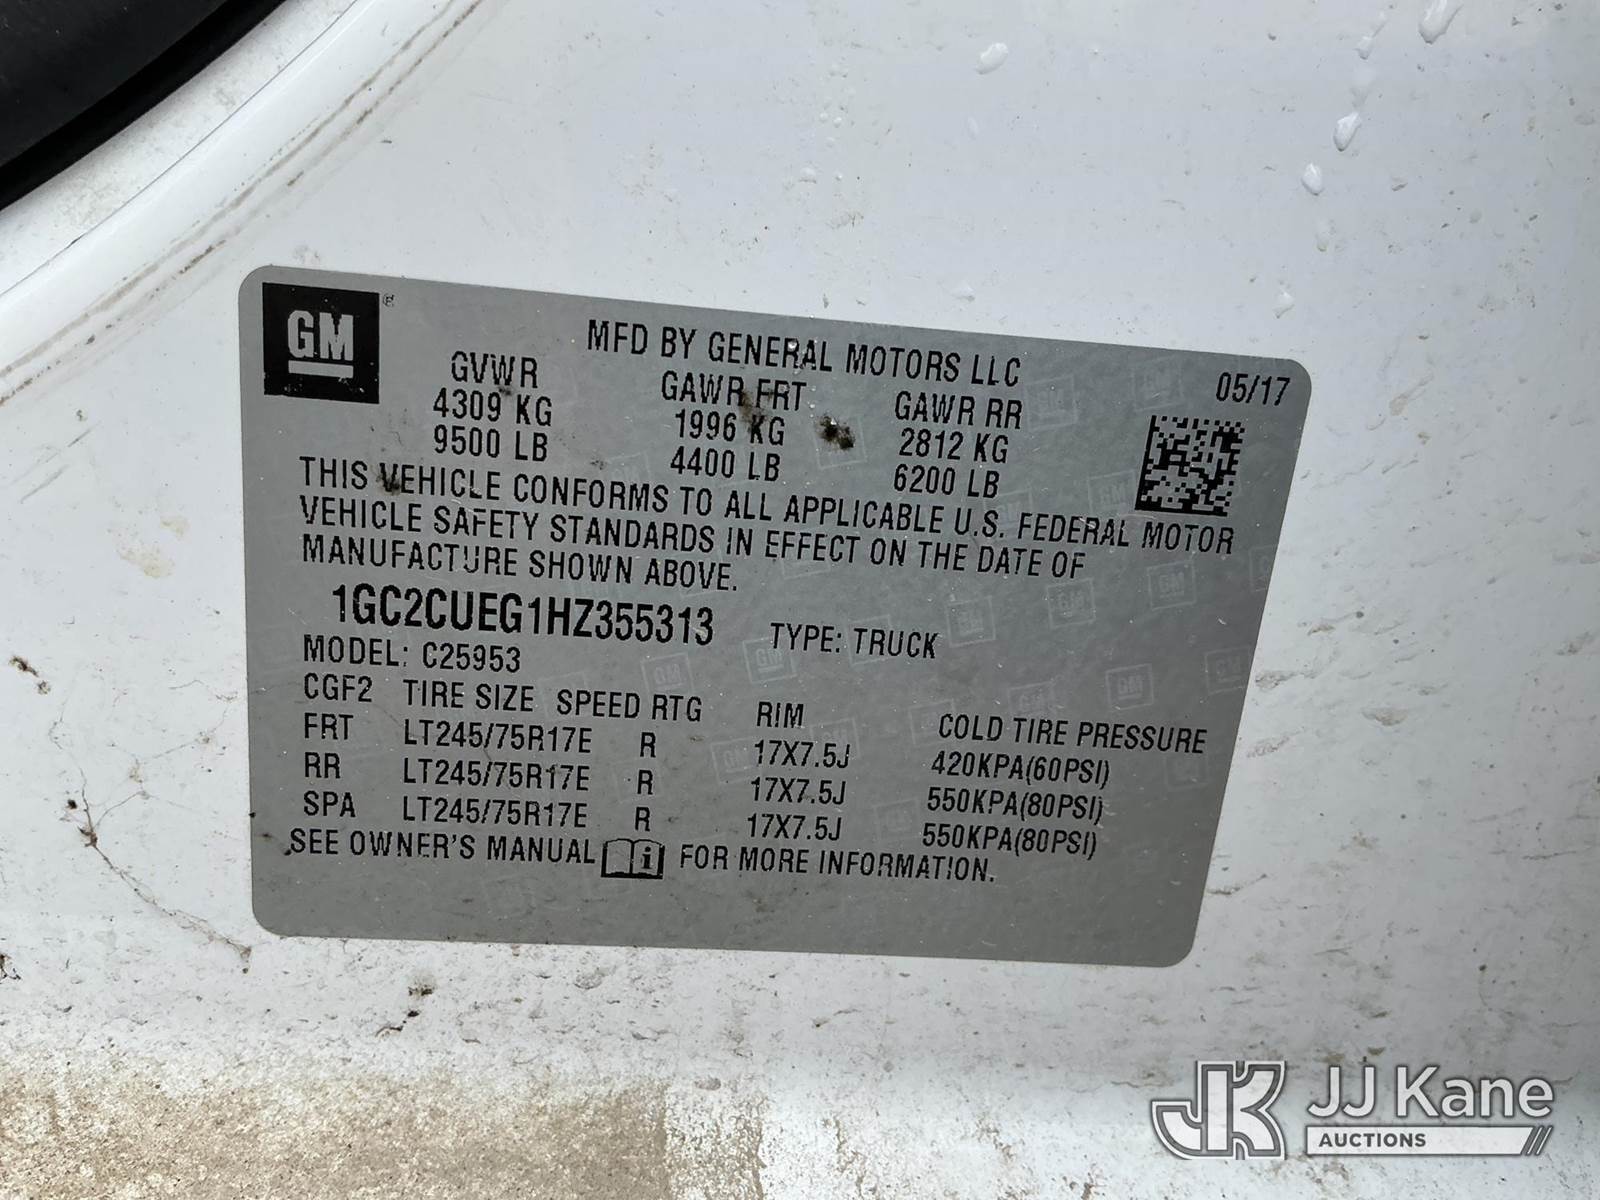 GM
MFD BY GENERAL MOTORS LLC 05/17
GVWR GAWR FRT GAWR RR
4309 KG 1996 KG 2812 KG
9500 LB 4400 LB 6200 LB
THIS VEHICLE CONFORMS TO ALL APPLICABLE U.S. FEDERAL MOTOR
VEHICLE SAFETY STANDARDS IN EFFECT ON THE DATE OF
MANUFACTURE SHOWN ABOVE.
1GC2CUEG1HZ355313 TYPE: TRUCK
MODEL: C25953
CGF2 TIRE SIZE SPEED RTG RIM COLD TIRE PRESSURE
FRT LT245/75R17E R 17X7.5J 420KPA(60PSI)
RR LT245/75R17E R 17X7.5J 550KPA(80PSI)
SPA LT245/75R17E R 17X7.5J 550KPA(80PSI)
SEE OWNER'S MANUAL i FOR MORE INFORMATION.
JK JJ Kane
AUCTIONS